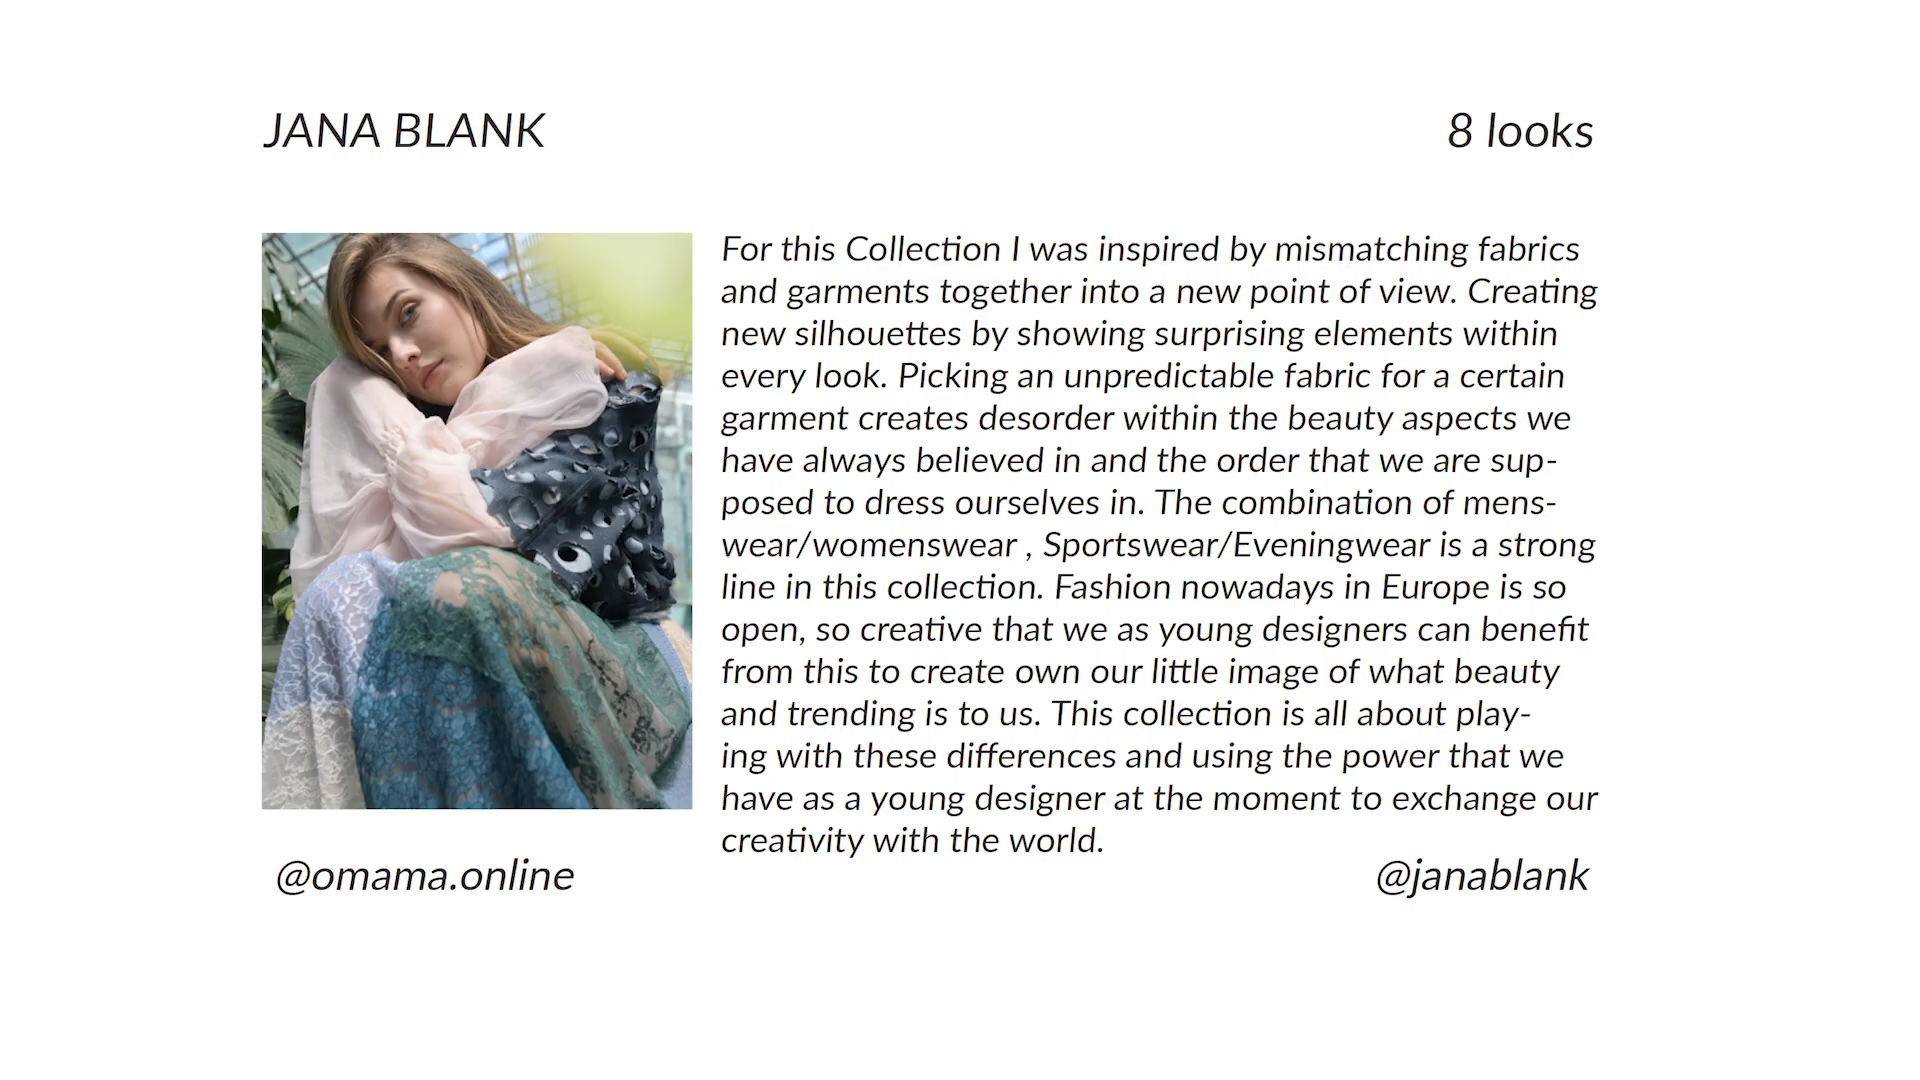 JANA BLANK
8 looks
For this Collection I was inspired by mismatching fabrics
and garments together into a new point of view. Creating
new silhouettes by showing surprising elements within
every look. Picking an unpredictable fabric for a certain
garment creates desorder within the beauty aspects we
have always believed in and the order that we are sup-
posed to dress ourselves in. The combination of mens-
wear/womenswear , Sportswear/Eveningwear is a strong
line in this collection. Fashion nowadays in Europe is so
open, so creative that we as young designers can benefit
from this to create own our little image of what beauty
and trending is to us. This collection is all about play-
ing with these differences and using the power that we
have as a young designer at the moment to exchange our
creativity with the world.
@omama.online
@janablank